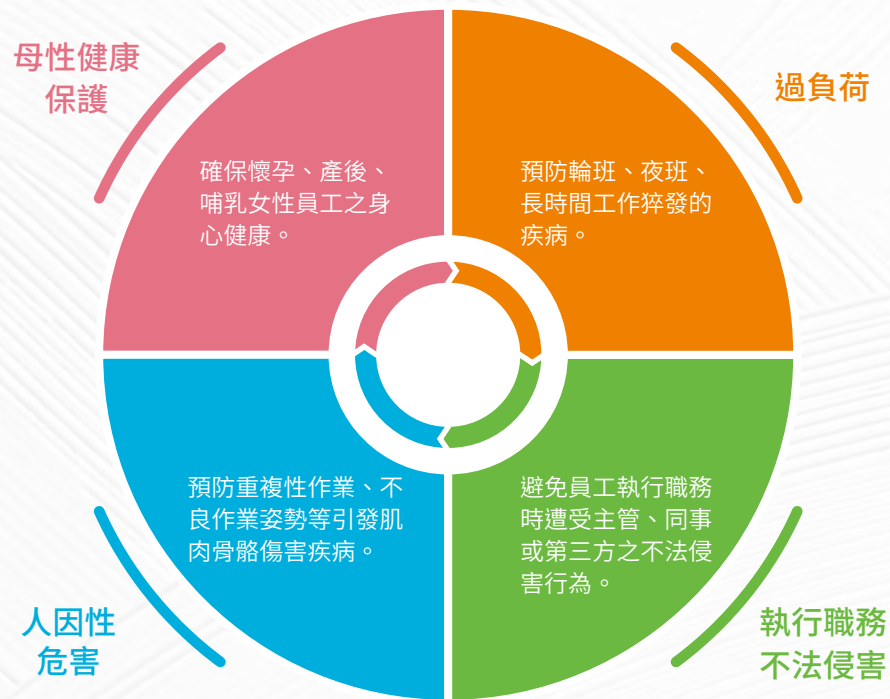 母性健康
保護
確保懷孕、產後、
哺乳女性員工之身
心健康。
過負荷
預防輪班、夜班、
長時間工作猝發的
疾病。
人因性
危害
預防重複性作業、不
良作業姿勢等引發肌
肉骨骼傷害疾病。
執行職務
不法侵害
避免員工執行職務
時遭受主管、同事
或第三方之不法侵
害行為。